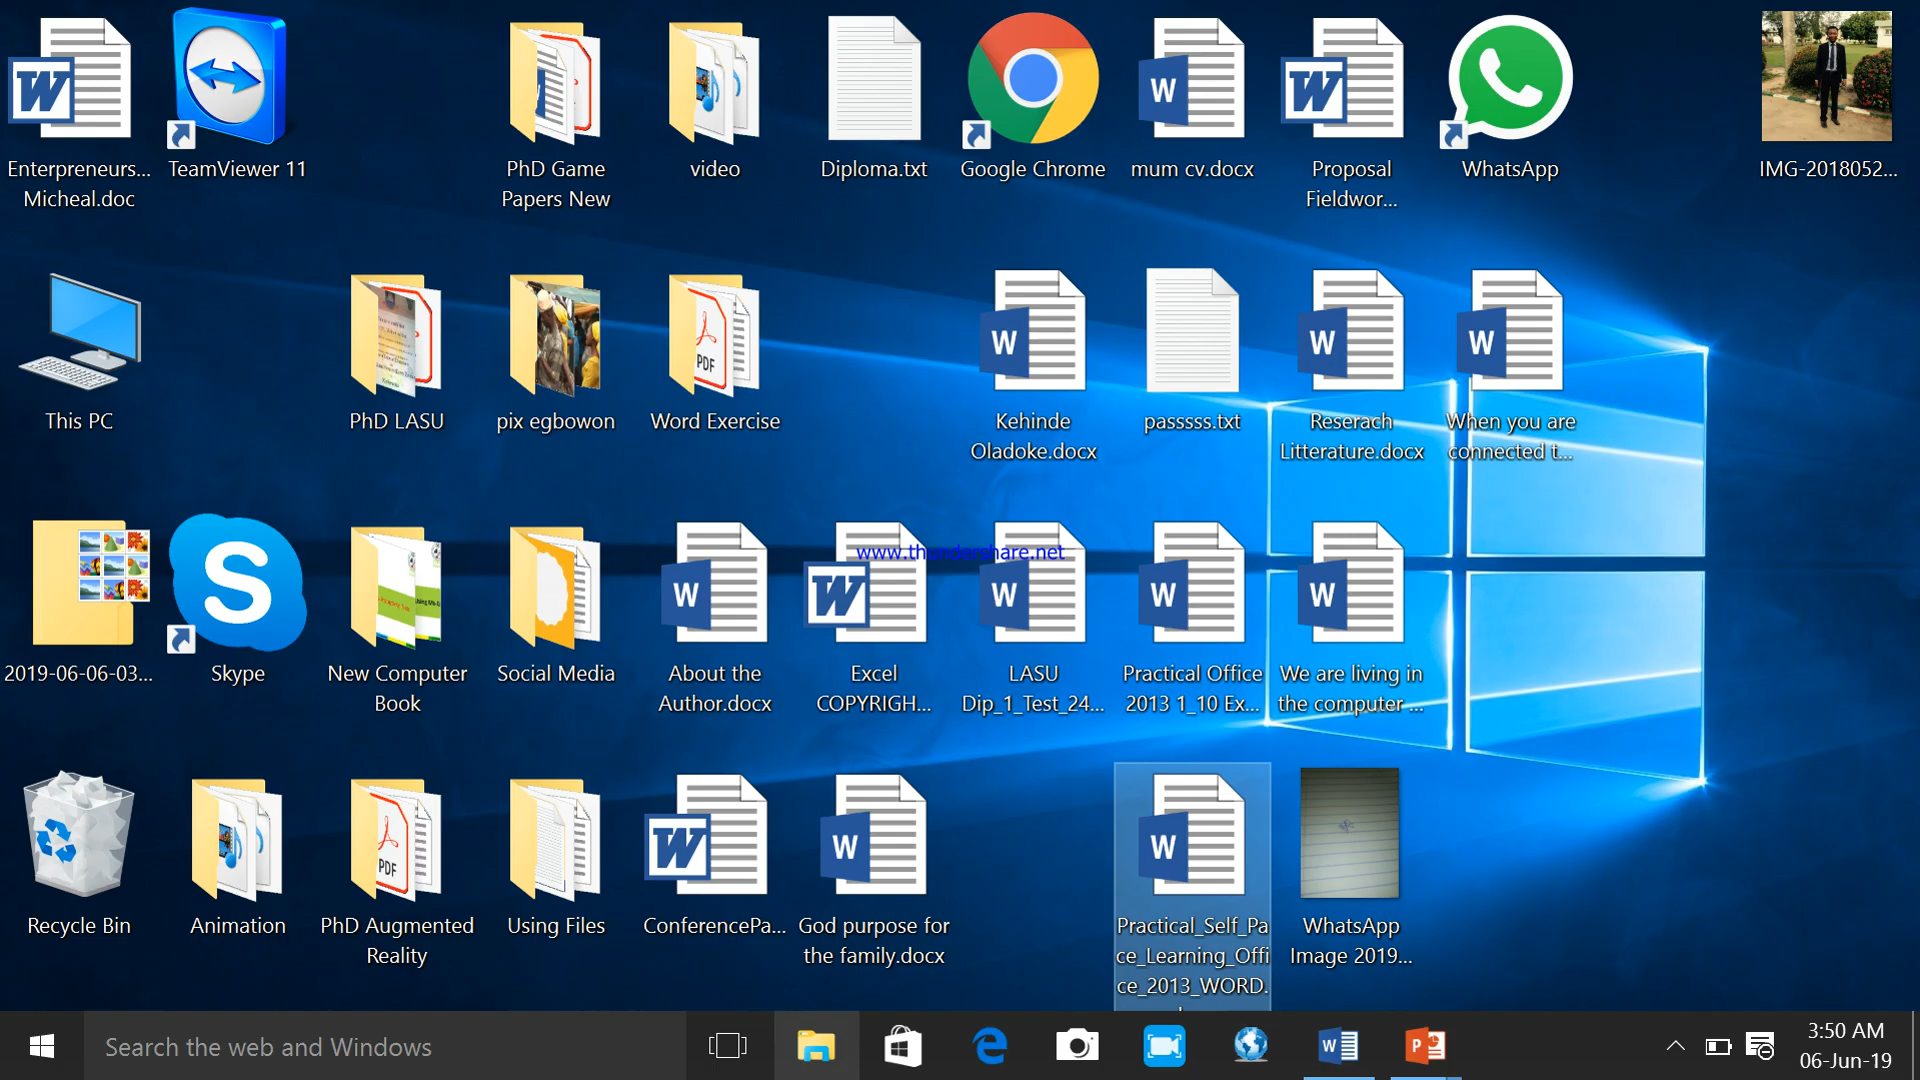 Enterpreneurs...
Micheal.doc
TeamViewer 11
PhD Game
Papers New
video
Diploma.txt
Google Chrome
mum cv.docx
Proposal
Fieldwor...
WhatsApp
IMG-2018052...
This PC
PhD LASU
pix egbowon
Word Exercise
Kehinde
Oladoke.docx
passsss.txt
Reserach
Litterature.docx
When you are
connected t...
www.thundershare.net
2019-06-06-03...
Skype
New Computer
Book
Social Media
About the
Author.docx
Excel
COPYRIGH...
LASU
Dip_1_Test_24...
Practical Office
2013 1_10 Ex...
We are living in
the computer ...
Recycle Bin
Animation
PhD Augmented
Reality
Using Files
ConferencePa...
God purpose for
the family.docx
Practical_Self_Pa
ce_Learning_Offi
ce_2013_WORD.
WhatsApp
Image 2019...
Search the web and Windows
3:50 AM
06-Jun-19